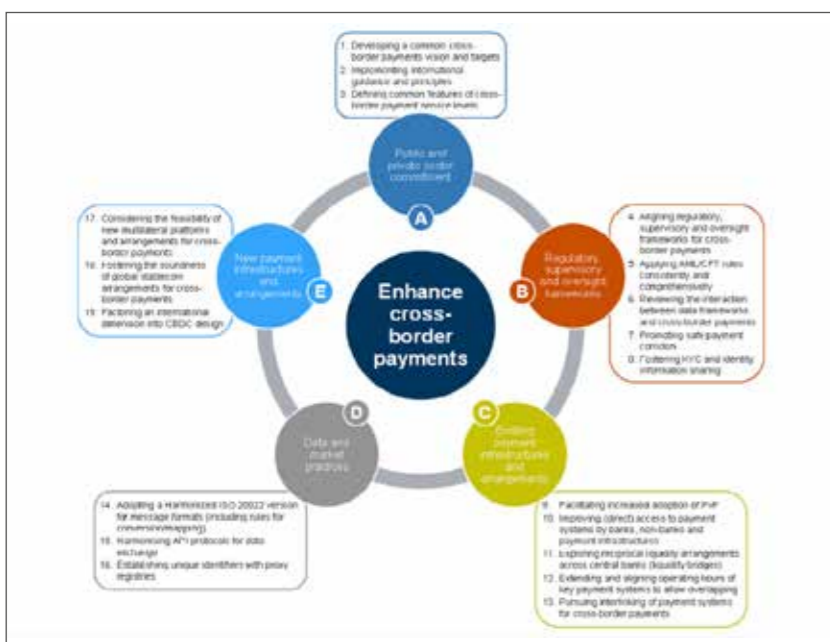 1. Developing a common cross-
border payments vision and targets
2. Implementing international
guidance and principles
3. Defining common features of cross-
border payment service levels
Public and
private sector
commitment
A
4. Aligning regulatory,
supervisory and oversight
frameworks for cross-
border payments
5. Applying AML/CFT rules
consistently and
comprehensively
6. Reviewing the interaction
between data frameworks
and cross-border payments
7. Promoting safe payment
corridors
8. Fostering KYC and identity
information sharing
Regulatory,
supervisory
and oversight
frameworks
B
Enhance
cross-
border
payments
C
Existing
payment
infrastructures and
arrangements
9. Facilitating increased adoption of PvP
10. Improving (direct) access to payment
systems by banks, non-banks and
payment infrastructures
11. Exploring reciprocal liquidity arrangements
across central banks (liquidity bridges)
12. Extending and aligning operating hours of
key payment systems to allow overlapping
13. Pursuing interlinking of payment systems
for cross-border payments
D
Data and
market
practices
14. Adopting a Harmonized ISO 20022 version
for message formats (including rules for
conversion/mapping)
15. Harmonising API protocols for data
exchange
16. Establishing unique identifiers with proxy
registries
New payment
infrastructures
and
arrangements
E
17. Considering the feasibility of
new multilateral platforms
and arrangements for cross-
border payments
18. Fostering the soundness
of global stablecoin
arrangements for cross-
border payments
19. Factoring an international
dimension into CBDC design